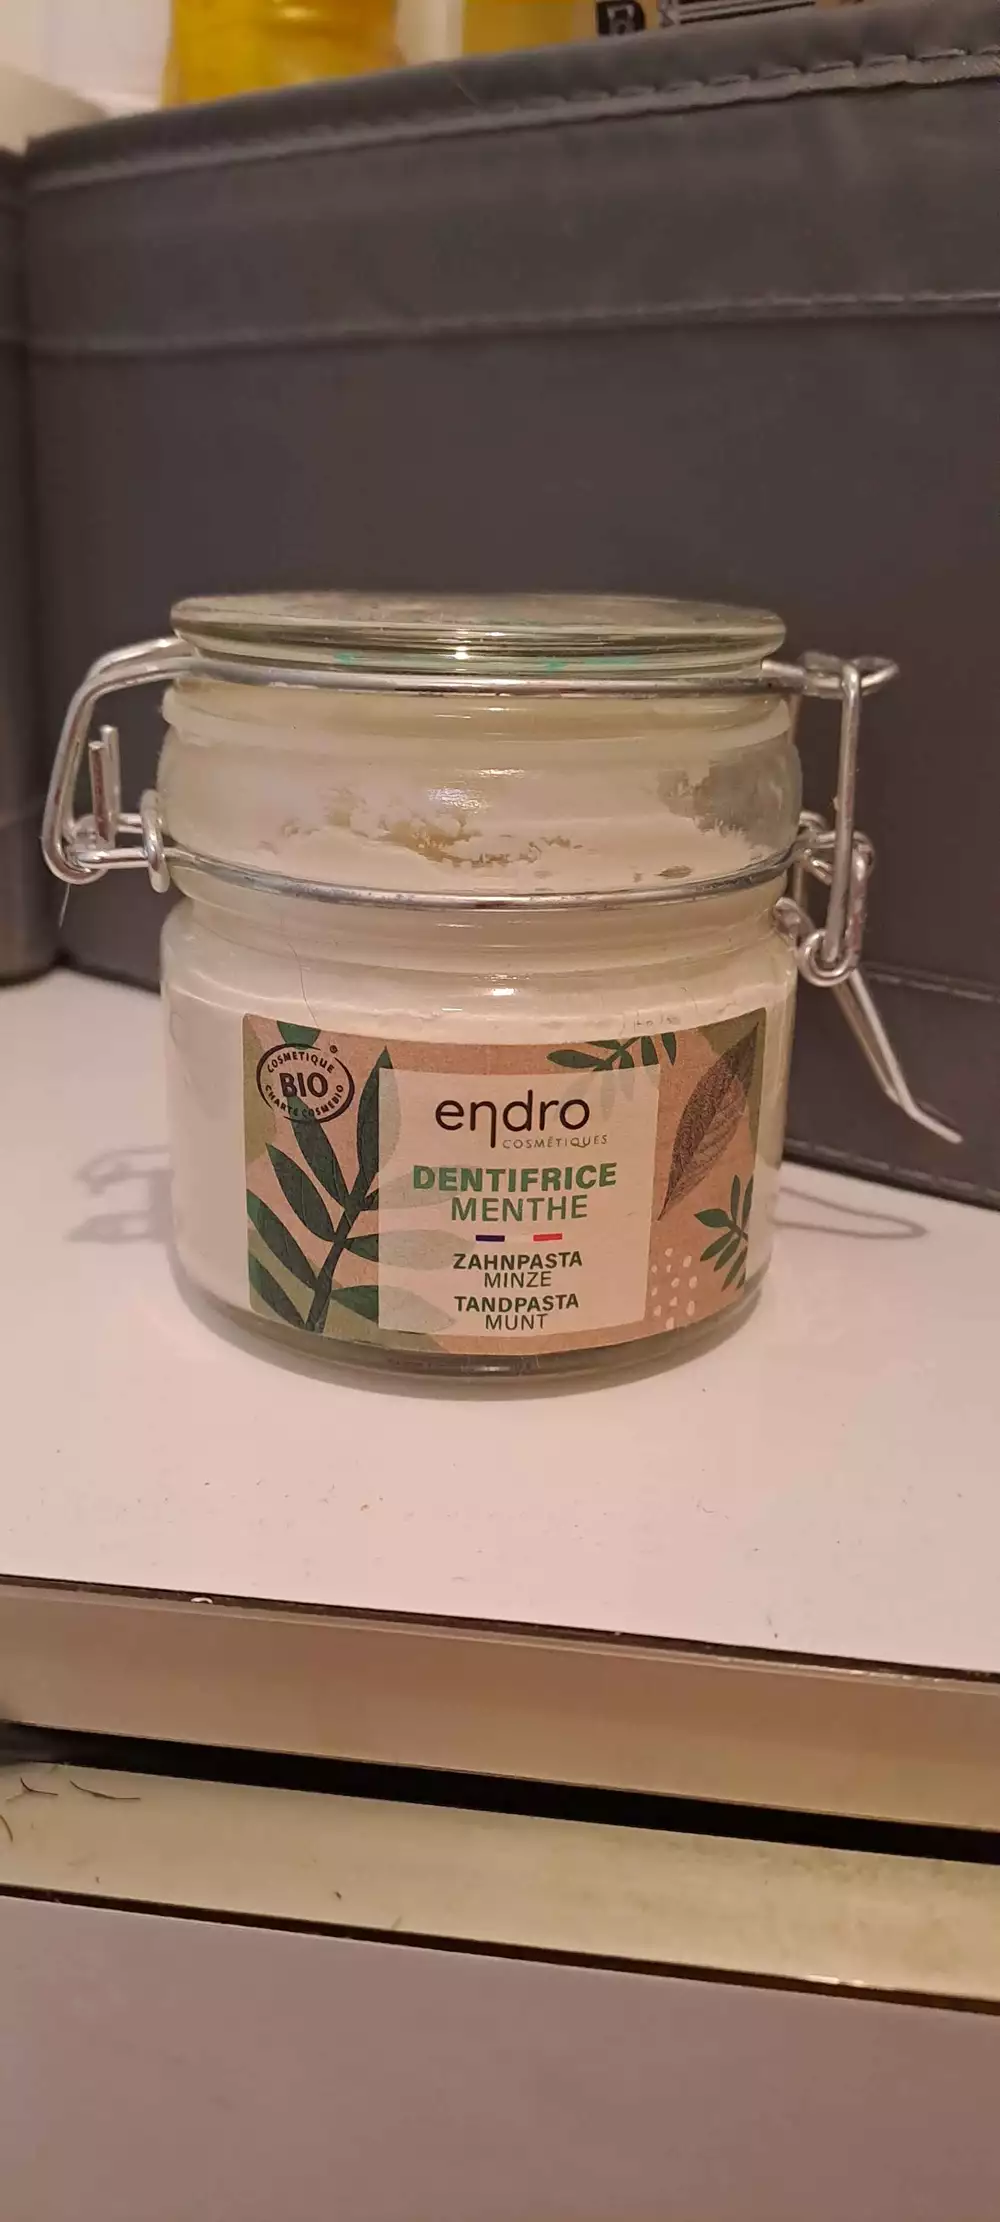 COSMETIQUE
BIO
CHARTE COSMEBIO
®
endro
COSMÉTIQUES
DENTIFRICE
MENTHE
ZAHNPASTA
MINZE
TANDPASTA
MUNT